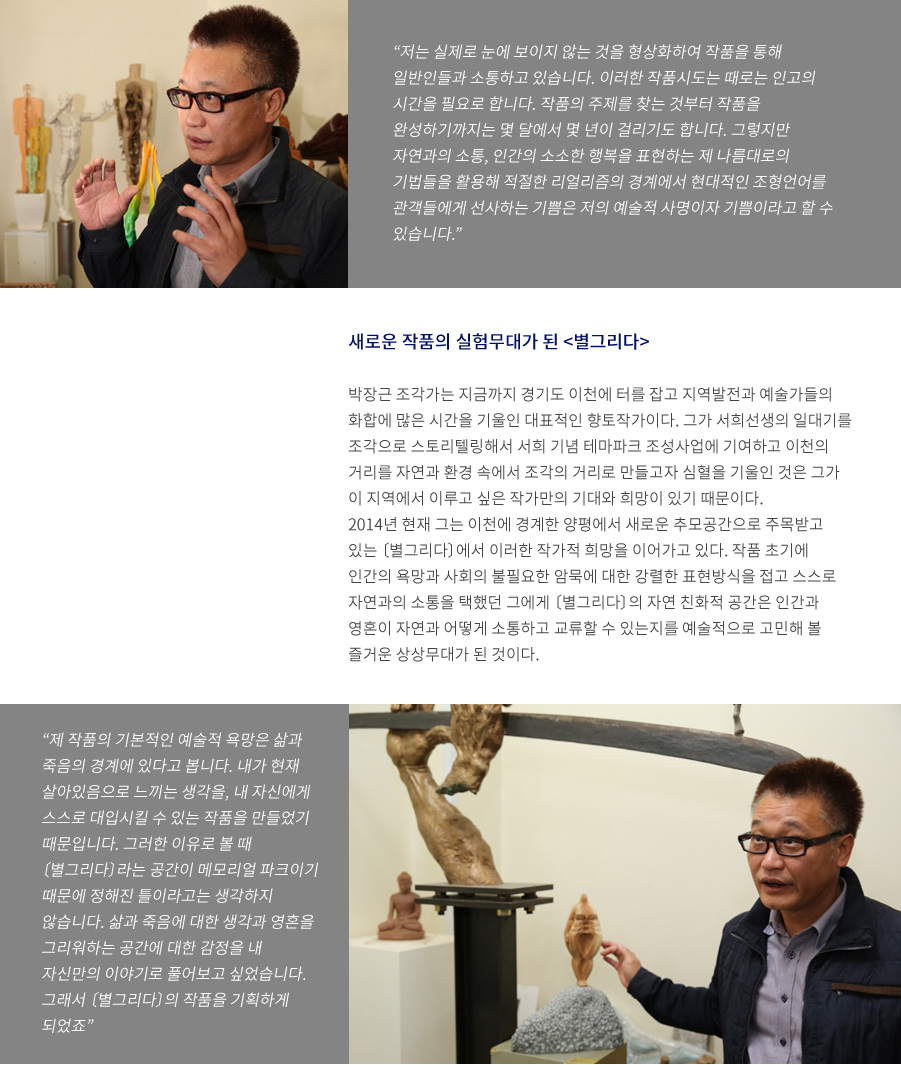 “저는 실제로 눈에 보이지 않는 것을 형상화하여 작품을 통해
일반인들과 소통하고 있습니다. 이러한 작품시도는 때로는 인고의
시간을 필요로 합니다. 작품의 주제를 찾는 것부터 작품을
완성하기까지는 몇 달에서 몇 년이 걸리기도 합니다. 그렇지만
자연과의 소통, 인간의 소소한 행복을 표현하는 제 나름대로의
기법들을 활용해 적절한 리얼리즘의 경계에서 현대적인 조형언어를
관객들에게 선사하는 기쁨은 저의 예술적 사명이자 기쁨이라고 할 수
있습니다.”
새로운 작품의 실험무대가 된 <별그리다>
박장근 조각가는 지금까지 경기도 이천에 터를 잡고 지역발전과 예술가들의
화합에 많은 시간을 기울인 대표적인 향토작가이다. 그가 서희선생의 일대기를
조각으로 스토리텔링해서 서희 기념 테마파크 조성사업에 기여하고 이천의
거리를 자연과 환경 속에서 조각의 거리로 만들고자 심혈을 기울인 것은 그가
이 지역에서 이루고 싶은 작가만의 기대와 희망이 있기 때문이다.
2014년 현재 그는 이천에 경계한 양평에서 새로운 추모공간으로 주목받고
있는 〔별그리다〕에서 이러한 작가적 희망을 이어가고 있다. 작품 초기에
인간의 욕망과 사회의 불필요한 암묵에 대한 강렬한 표현방식을 접고 스스로
자연과의 소통을 택했던 그에게 〔별그리다〕의 자연 친화적 공간은 인간과
영혼이 자연과 어떻게 소통하고 교류할 수 있는지를 예술적으로 고민해 볼
즐거운 상상무대가 된 것이다.
“제 작품의 기본적인 예술적 욕망은 삶과
죽음의 경계에 있다고 봅니다. 내가 현재
살아있음으로 느끼는 생각을, 내 자신에게
스스로 대입시킬 수 있는 작품을 만들었기
때문입니다. 그러한 이유로 볼 때
〔별그리다〕라는 공간이 메모리얼 파크이기
때문에 정해진 틀이라고는 생각하지
않습니다. 삶과 죽음에 대한 생각과 영혼을
그리워하는 공간에 대한 감정을 내
자신만의 이야기로 풀어보고 싶었습니다.
그래서 〔별그리다〕의 작품을 기획하게
되었죠”